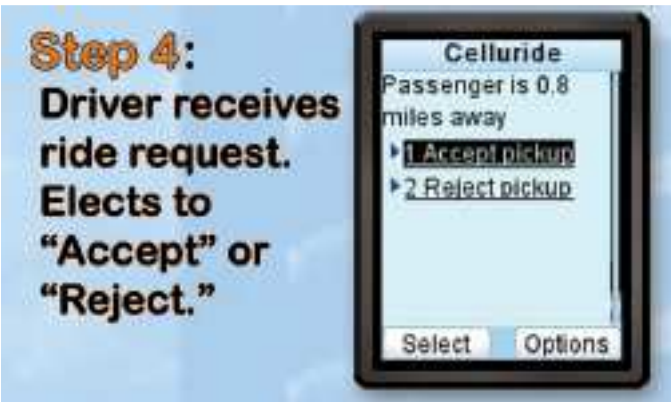 Step 4:
Driver receives
ride request.
Elects to
“Accept” or
“Reject.”
Celluride
Passenger is 0.8
miles away
1 Accept pickup
2 Reject pickup
Select Options